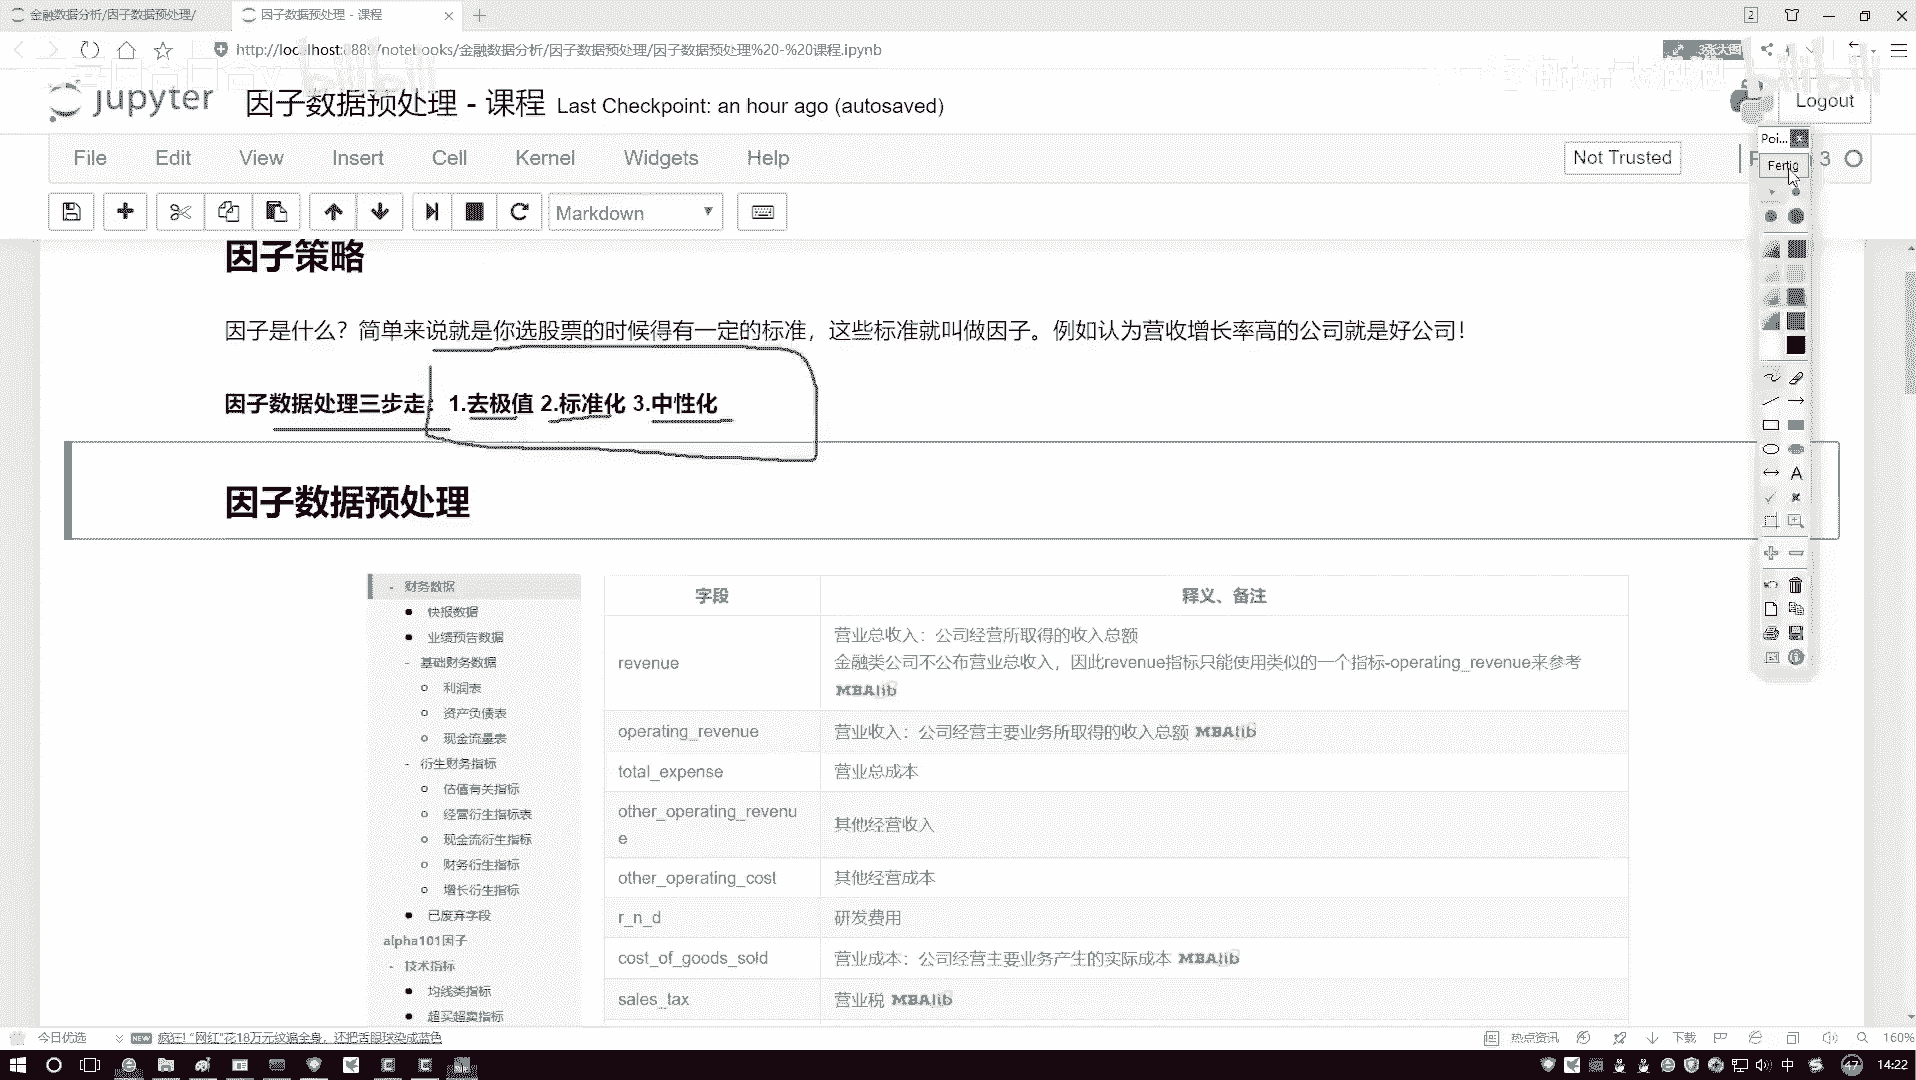 金融数据分析/因子数据预处理/
因子数据预处理 - 课程
2
http://localhost:8889/notebooks/金融数据分析/因子数据预处理/因子数据预处理%20-%20课程.ipynb
3张大图
jupyter
因子数据预处理 - 课程 Last Checkpoint: an hour ago (autosaved)
Logout
File Edit View Insert Cell Kernel Widgets Help
Not Trusted
3
Poi...
Fertig
Markdown
因子策略
因子是什么？简单来说就是你选股票的时候得有一定的标准，这些标准就叫做因子。例如认为营收增长率高的公司就是好公司！
因子数据处理三步走：1.去极值 2.标准化 3.中性化
因子数据预处理
- 财务数据
快报数据
业绩预告数据
- 基础财务数据
利润表
资产负债表
现金流量表
- 衍生财务指标
估值有关指标
经营衍生指标表
现金流衍生指标
财务衍生指标
增长衍生指标
已废弃字段
alpha101因子
- 技术指标
均线类指标
超买超卖指标
字段 释义、备注
revenue
营业总收入：公司经营所取得的收入总额
金融类公司不公布营业总收入，因此revenue指标只能使用类似的一个指标-operating_revenue来参考
MBAlib
operating_revenue 营业收入：公司经营主要业务所取得的收入总额 MBAlib
total_expense 营业总成本
other_operating_revenu
e
其他经营收入
other_operating_cost 其他经营成本
r_n_d 研发费用
cost_of_goods_sold 营业成本：公司经营主要业务产生的实际成本 MBAlib
sales_tax 营业税 MBAlib
A
今日优选
NEW 疯狂!"网红"花18万元纹遍全身，还把舌眼球染成蓝色
热点资讯
下载
160%
中
47
14:22